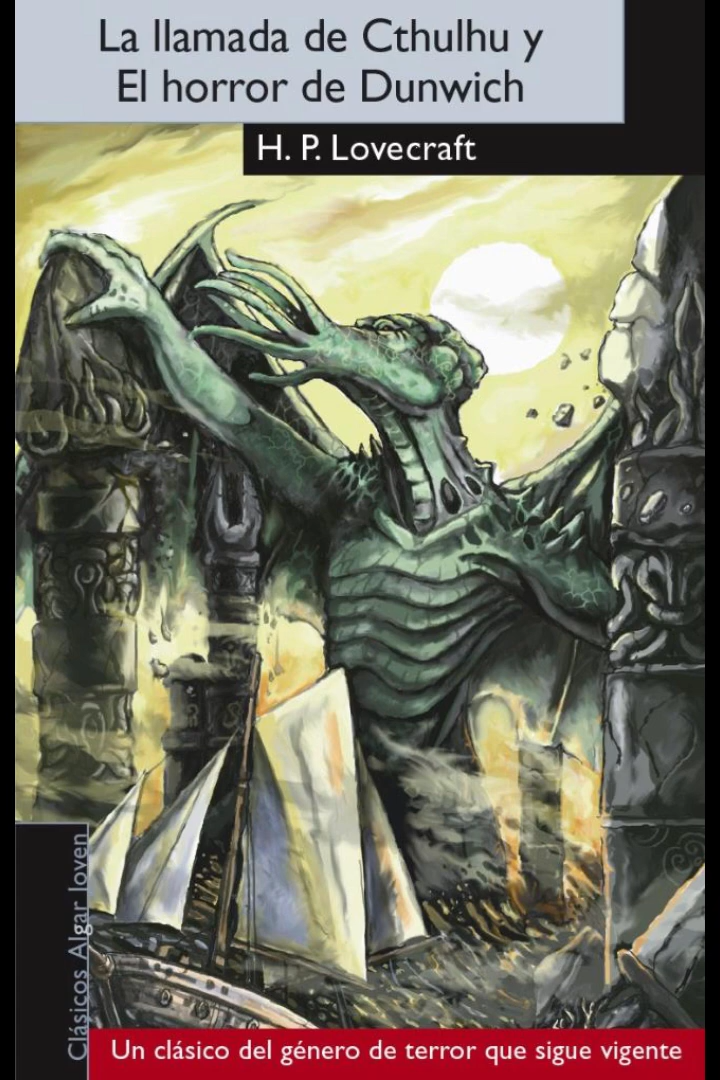 La llamada de Cthulhu y
El horror de Dunwich
H. P. Lovecraft
Clásicos Algar Joven
Un clásico del género de terror que sigue vigente